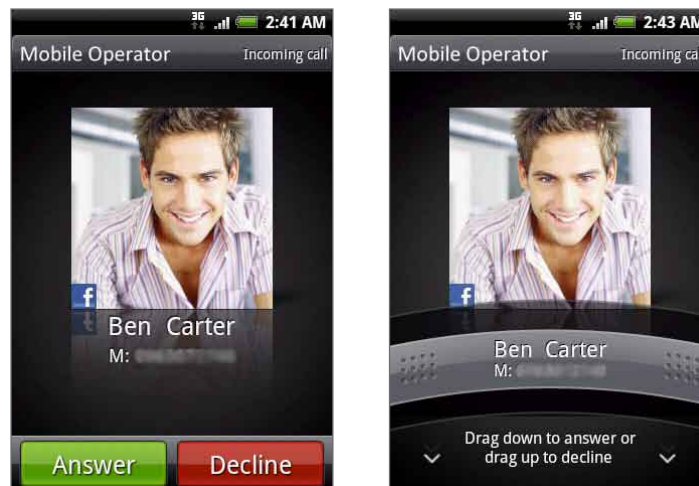 3G 2:41 AM
Mobile Operator Incoming call
f
Ben Carter
M:
Answer Decline
3G 2:43 AM
Mobile Operator Incoming ca
f
Ben Carter
M:
Drag down to answer or
drag up to decline